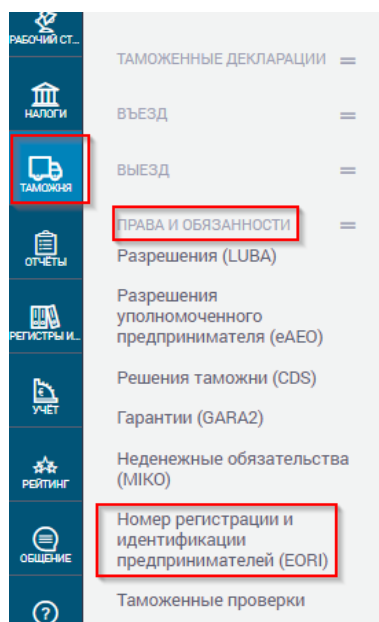 РАБОЧИЙ СТ...
НАЛОГИ
ТАМОЖНЯ
ОТЧЁТЫ
РЕГИСТРЫ И...
УЧЁТ
РЕЙТИНГ
ОБЩЕНИЕ
ТАМОЖЕННЫЕ ДЕКЛАРАЦИИ
ВЪЕЗД
ВЫЕЗД
ПРАВА И ОБЯЗАННОСТИ
Разрешения (LUBA)
Разрешения
уполномоченного
предпринимателя (eAEO)
Решения таможни (CDS)
Гарантии (GARA2)
Неденежные обязательства
(MIKO)
Номер регистрации и
идентификации
предпринимателей (EORI)
Таможенные проверки